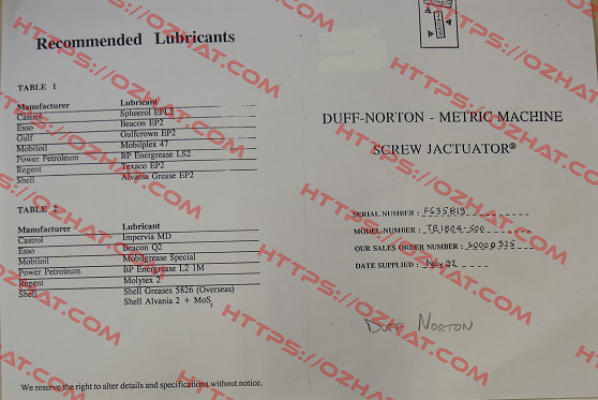 Recommended Lubricants
TABLE 1
Manufacturer Lubricant
Castrol Spheerol EPL2
Esso Beacon EP2
Gulf Gulfcrown EP2
Mobiloil Mobilplex 47
Power Petroleum BP Energrease LS2
Regent Texaco EP2
Shell Alvania Grease EP2
TABLE 2
Manufacturer Lubricant
Castrol Impervia MD
Esso Beacon Q2
Mobiloil Mobilgrease Special
Power Petroleum BP Energrease L2 1M
Regent Molytex 2
Shell Shell Greases 5826 (Overseas)
Shell Alvania 2 + MoS
We reserve the right to alter details and specifications without notice.
DUFF-NORTON - METRIC MACHINE
SCREW JACTUATOR®
SERIAL NUMBER : FG35813
MODEL NUMBER : TE1804-500
OUR SALES ORDER NUMBER :
DATE SUPPLIED : Nov 92
DUFF NORTON
HTTPS://OZHAT.COM